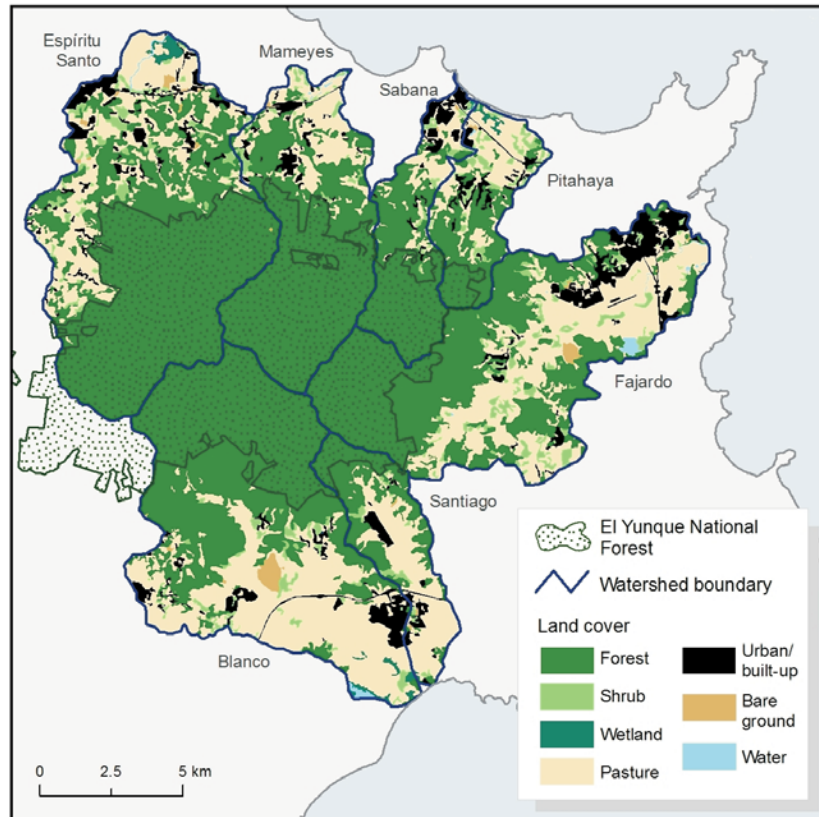 Espíritu
Santo
Mameyes
Sabana
Pitahaya
Fajardo
Santiago
Blanco
El Yunque National
Forest
Watershed boundary
Land cover
Forest
Shrub
Wetland
Pasture
Urban/
built-up
Bare
ground
Water
0 2.5 5 km